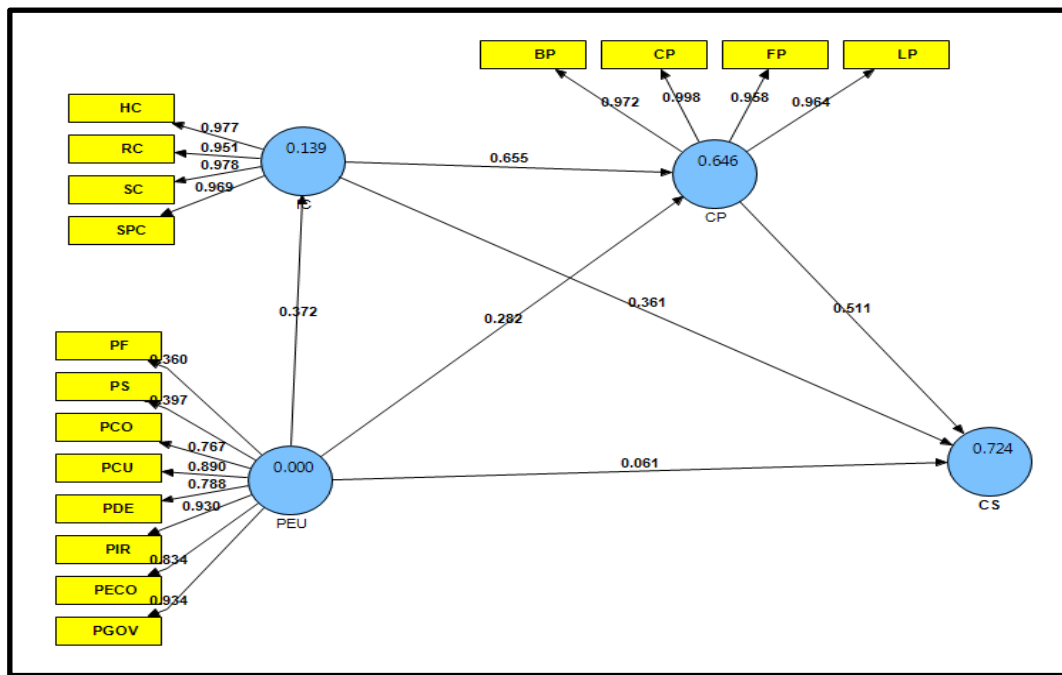 BP
CP
FP
LP
0.972
0.998
0.958
0.964
HC
RC
SC
SPC
0.977
0.951
0.978
0.969
0.139
IC
0.655
0.646
CP
0.372
0.282
0.361
0.511
PF
PS
PCO
PCU
PDE
PIR
PECO
PGOV
0.360
0.397
0.767
0.890
0.788
0.930
0.834
0.934
0.000
PEU
0.061
0.724
CS